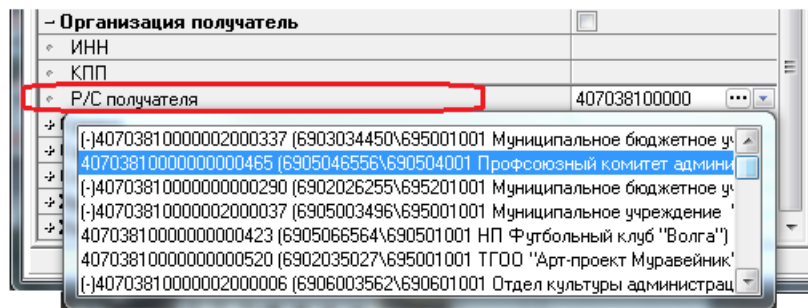 Организация получатель
ИНН
КПП
Р/С получателя 407038100000
(-)40703810000002000337 (6903034450\695001001 Муниципальное бюджетное
40703810000000000465 (6905046556\690504001 Профсоюзный комитет админи
(-)40703810000000000290 (6902026255\695201001 Муниципальное бюджетное
(-)40703810000002000037 (6905003496\695001001 Муниципальное учреждение "
40703810000000000423 (6905066564\690501001 НП Футбольный клуб "Волга")
40703810000000000520 (6902035027\695001001 ТГОО "Арт-проект Муравейник"
(-)40703810000002000006 (6906003562\690601001 Отдел культуры администрац